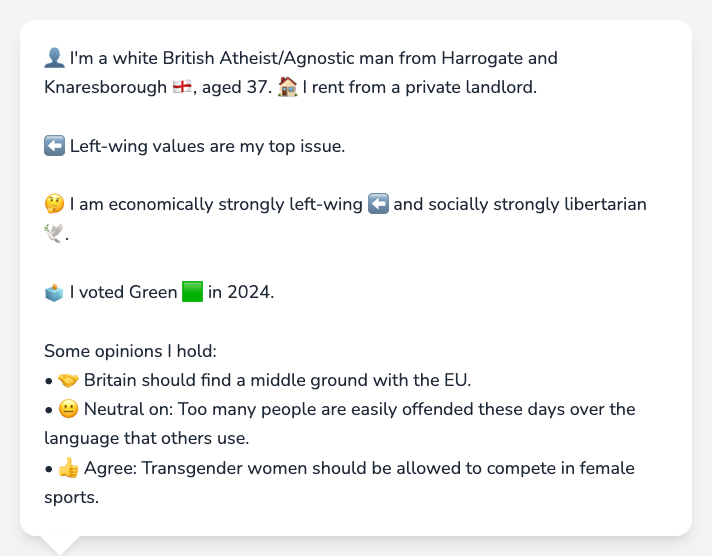 👤 I'm a white British Atheist/Agnostic man from Harrogate and
Knaresborough 🏴󠁧󠁢󠁥󠁮󠁧󠁿, aged 37. 🏠 I rent from a private landlord.
⬅️ Left-wing values are my top issue.
🤔 I am economically strongly left-wing ⬅️ and socially strongly libertarian
🕊️.
🗳️ I voted Green 🟩 in 2024.
Some opinions I hold:
• 🤝 Britain should find a middle ground with the EU.
• 😐 Neutral on: Too many people are easily offended these days over the
language that others use.
• 👍 Agree: Transgender women should be allowed to compete in female
sports.